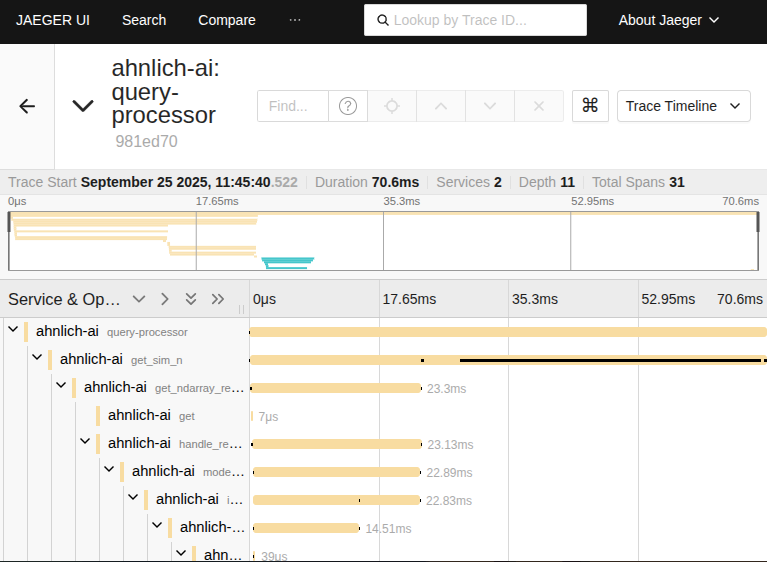 JAEGER UI Search Compare ··· Lookup by Trace ID... About Jaeger
ahnlich-ai:
query-
processor
981ed70
Find... ? ⌘ Trace Timeline
Trace Start September 25 2025, 11:45:40.522 Duration 70.6ms Services 2 Depth 11 Total Spans 31
0μs 17.65ms 35.3ms 52.95ms 70.6ms
Service & Op… 0μs 17.65ms 35.3ms 52.95ms 70.6ms
ahnlich-ai query-processor
ahnlich-ai get_sim_n
ahnlich-ai get_ndarray_re… 23.3ms
ahnlich-ai get 7μs
ahnlich-ai handle_re… 23.13ms
ahnlich-ai mode… 22.89ms
ahnlich-ai i… 22.83ms
ahnlich-… 14.51ms
ahn… 39μs